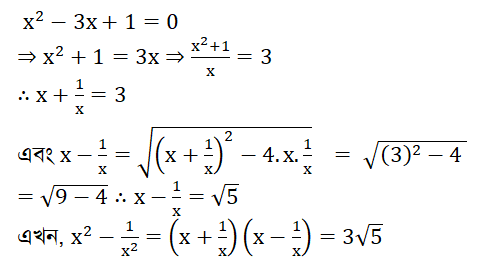 x² − 3x + 1 = 0
⇒ x² + 1 = 3x ⇒ (x²+1)/x = 3
∴ x + 1/x = 3
এবং x − 1/x = √((x + 1/x)² − 4.x.1/x) = √((3)² − 4)
= √(9 − 4) ∴ x − 1/x = √5
এখন, x² − 1/x² = (x + 1/x)(x − 1/x) = 3√5